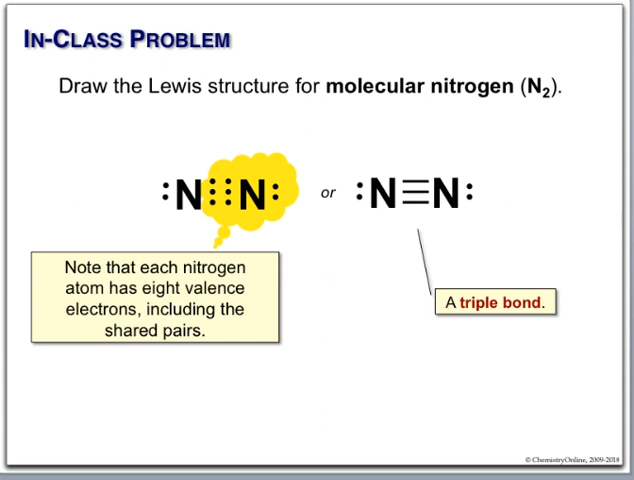 IN-CLASS PROBLEM
Draw the Lewis structure for molecular nitrogen (N₂).
:N⋮⋮N: or :N≡N:
Note that each nitrogen
atom has eight valence
electrons, including the
shared pairs.
A triple bond.
© ChemistryOnline, 2009-2018